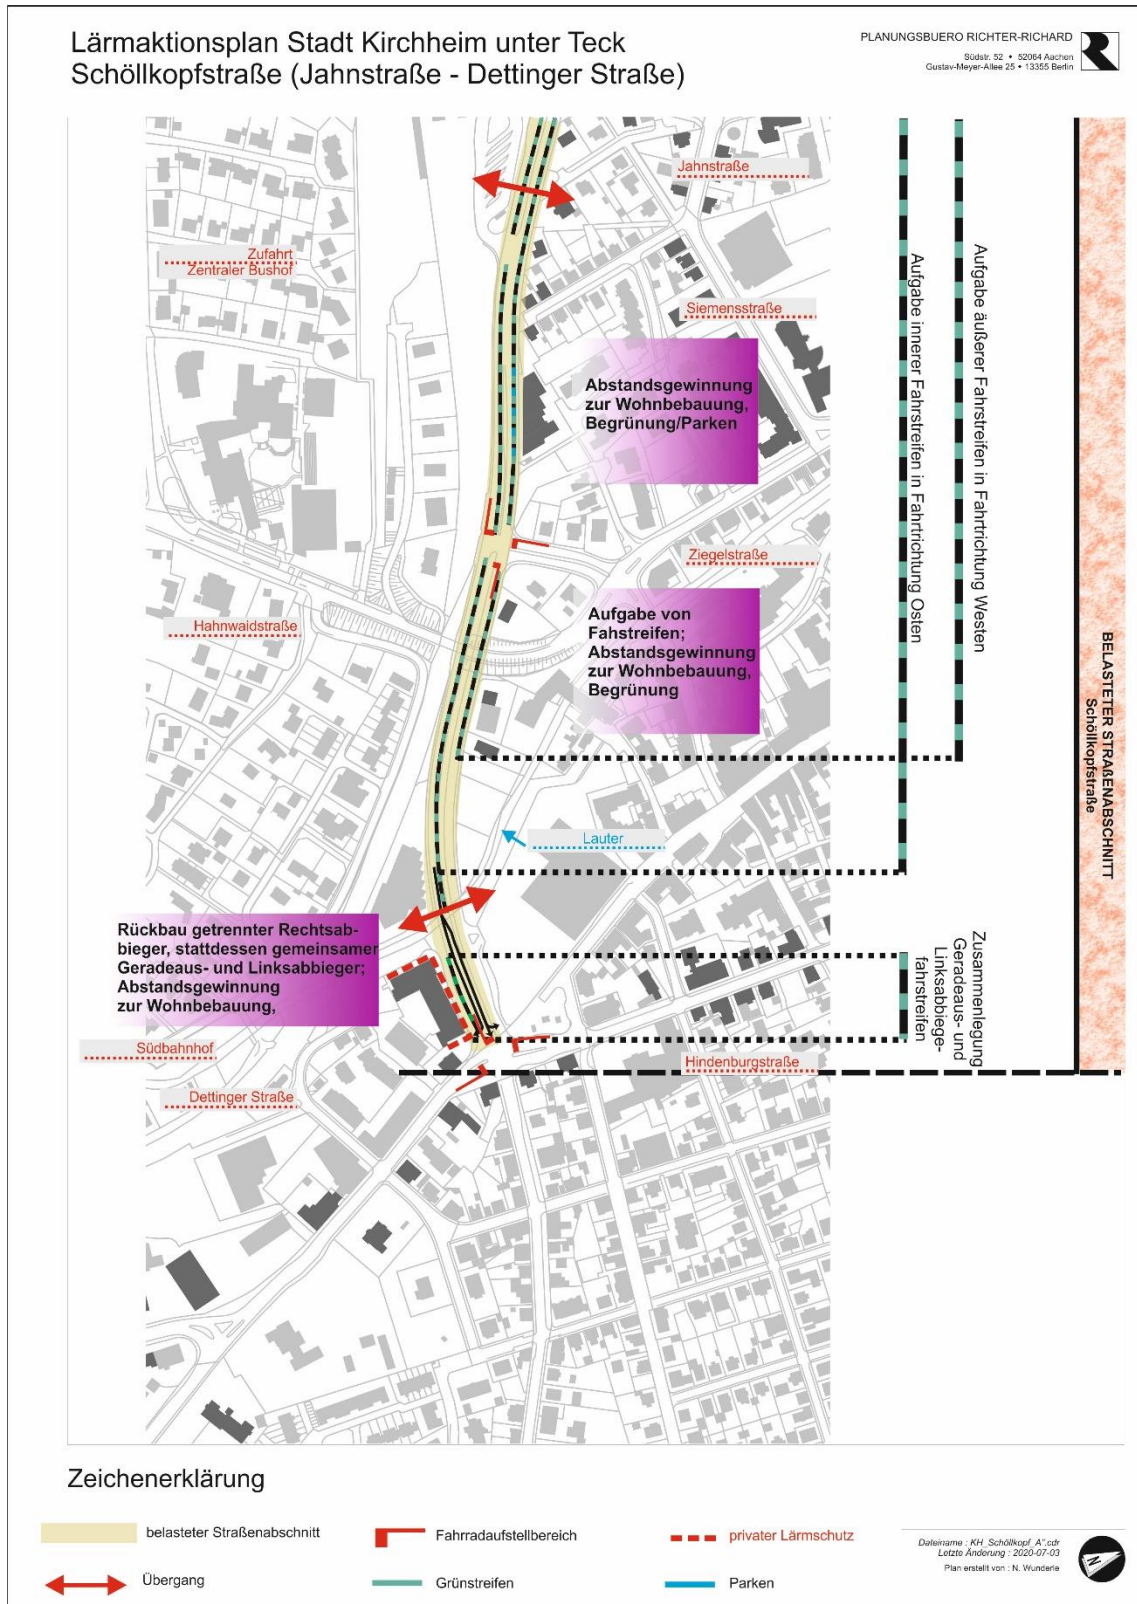 Lärmaktionsplan Stadt Kirchheim unter Teck
Schöllkopfstraße (Jahnstraße - Dettinger Straße)
PLANUNGSBUERO RICHTER-RICHARD
Südstr. 52 • 52064 Aachen
Gustav-Meyer-Allee 25 • 13355 Berlin
Jahnstraße
Zufahrt
Zentraler Bushof
Siemensstraße
Abstandsgewinnung
zur Wohnbebauung,
Begrünung/Parken
Ziegelstraße
Hahnwaidstraße
Aufgabe von
Fahstreifen;
Abstandsgewinnung
zur Wohnbebauung,
Begrünung
Lauter
Rückbau getrennter Rechtsab-
bieger, stattdessen gemeinsamer
Geradeaus- und Linksabbieger;
Abstandsgewinnung
zur Wohnbebauung,
Südbahnhof
Dettinger Straße
Hindenburgstraße
Aufgabe innerer Fahrstreifen in Fahrtrichtung Osten
Aufgabe äußerer Fahrstreifen in Fahrtrichtung Westen
Zusammenlegung
Geradeaus- und
Linksabbiege-
fahrstreifen
BELASTETER STRAßENABSCHNITT
Schöllkopfstraße
Zeichenerklärung
belasteter Straßenabschnitt
Fahrradaufstellbereich
privater Lärmschutz
Übergang
Grünstreifen
Parken
Dateiname : KH_Schöllkopf_A".cdr
Letzte Änderung : 2020-07-03
Plan erstellt von : N. Wunderle
N